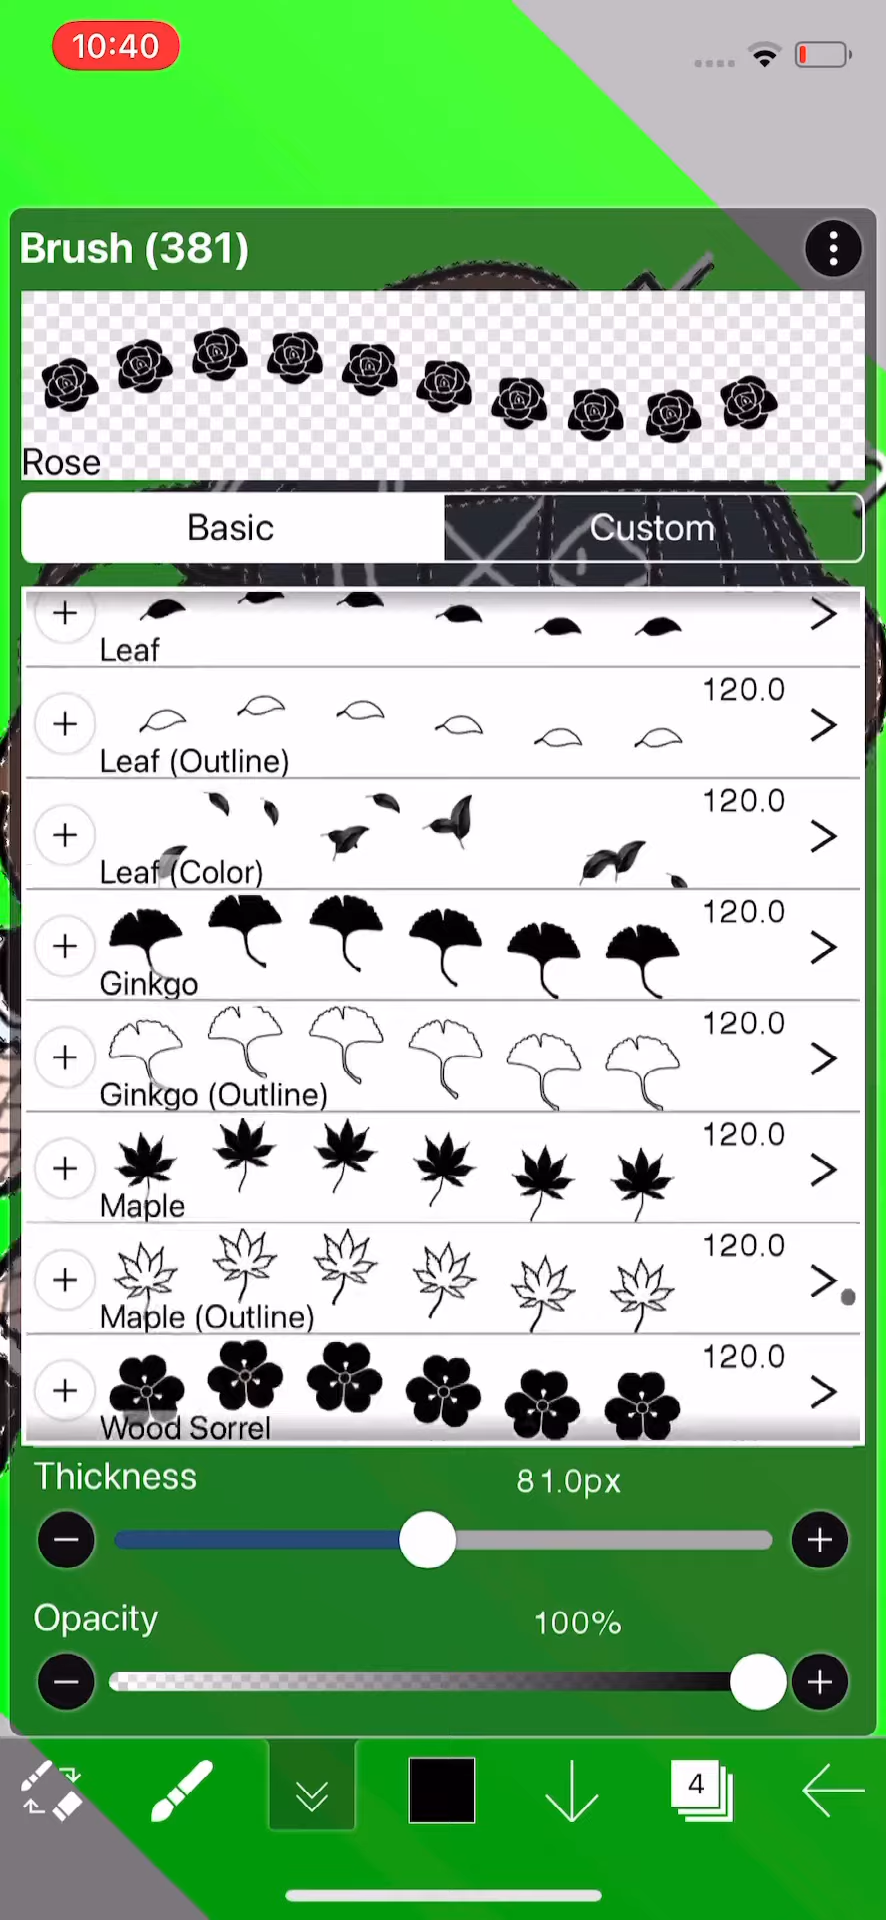 10:40
Brush (381)
Rose
Basic
Custom
Leaf
120.0
Leaf (Outline)
120.0
Leaf (Color)
120.0
Ginkgo
120.0
Ginkgo (Outline)
120.0
Maple
120.0
Maple (Outline)
120.0
Wood Sorrel
Thickness
81.0px
Opacity
100%
4